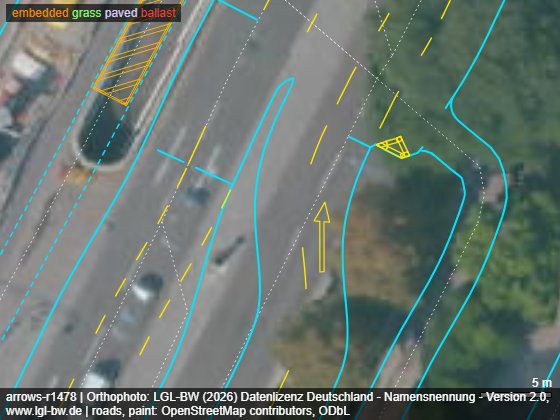 embedded grass paved ballast
5 m
arrows-r1478 | Orthophoto: LGL-BW (2026) Datenlizenz Deutschland - Namensnennung - Version 2.0,
www.lgl-bw.de | roads, paint: OpenStreetMap contributors, ODbL